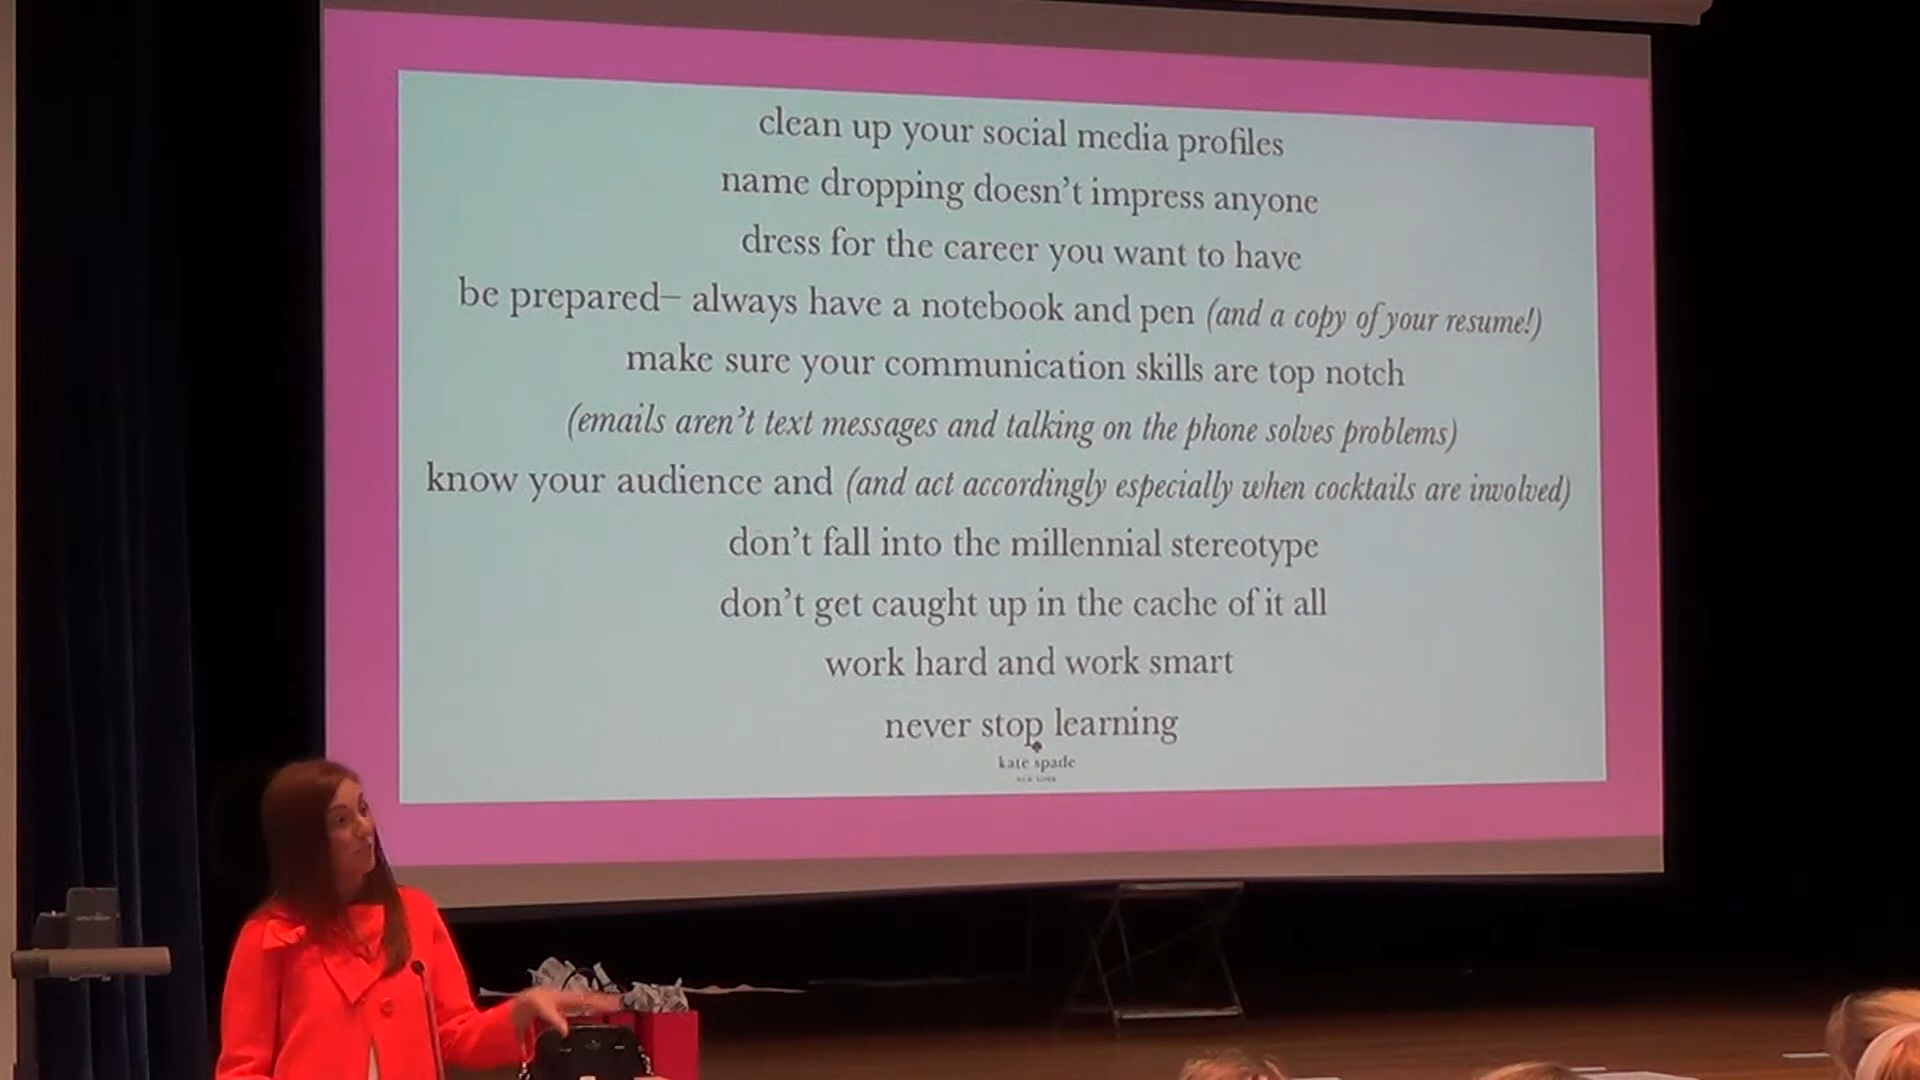 clean up your social media profiles
name dropping doesn't impress anyone
dress for the career you want to have
be prepared– always have a notebook and pen (and a copy of your resume!)
make sure your communication skills are top notch
(emails aren't text messages and talking on the phone solves problems)
know your audience and (and act accordingly especially when cocktails are involved)
don't fall into the millennial stereotype
don't get caught up in the cache of it all
work hard and work smart
never stop learning
kate spade
NEW YORK